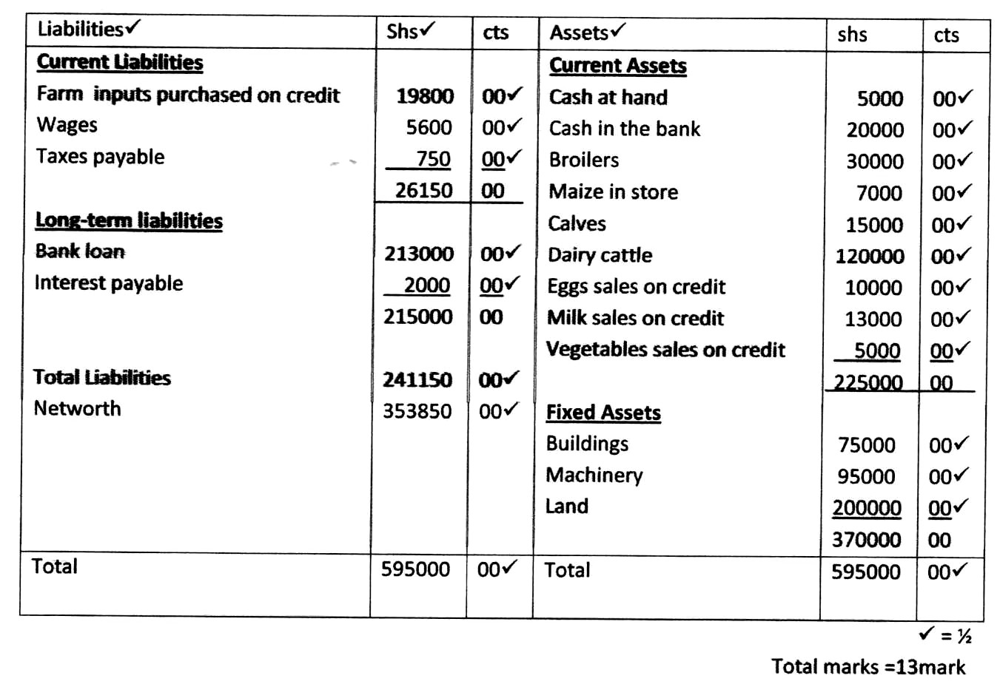 Liabilities✓ Shs✓ cts Assets✓ shs cts
Current Liabilities Current Assets
Farm inputs purchased on credit 19800 00✓ Cash at hand 5000 00✓
Wages 5600 00✓ Cash in the bank 20000 00✓
Taxes payable 750 00✓ Broilers 30000 00✓
26150 00 Maize in store 7000 00✓
Long-term liabilities Calves 15000 00✓
Bank loan 213000 00✓ Dairy cattle 120000 00✓
Interest payable 2000 00✓ Eggs sales on credit 10000 00✓
215000 00 Milk sales on credit 13000 00✓
Vegetables sales on credit 5000 00✓
Total Liabilities 241150 00✓ 225000 00
Networth 353850 00✓ Fixed Assets
Buildings 75000 00✓
Machinery 95000 00✓
Land 200000 00✓
370000 00
Total 595000 00✓ Total 595000 00✓
✓ = ½
Total marks =13mark